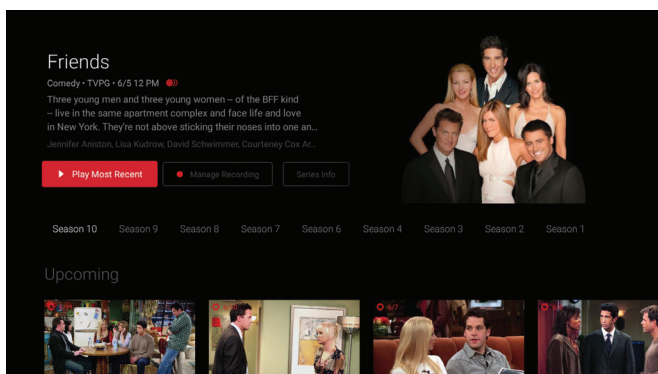 Friends
Comedy • TVPG • 6/5 12 PM
Three young men and three young women – of the BFF kind
– live in the same apartment complex and face life and love
in New York. They're not above sticking their noses into one an...
Jennifer Aniston, Lisa Kudrow, David Schwimmer, Courteney Cox Ar...
Play Most Recent
Manage Recording
Series Info
Season 10
Season 9
Season 8
Season 7
Season 6
Season 4
Season 3
Season 2
Season 1
Upcoming
6/7